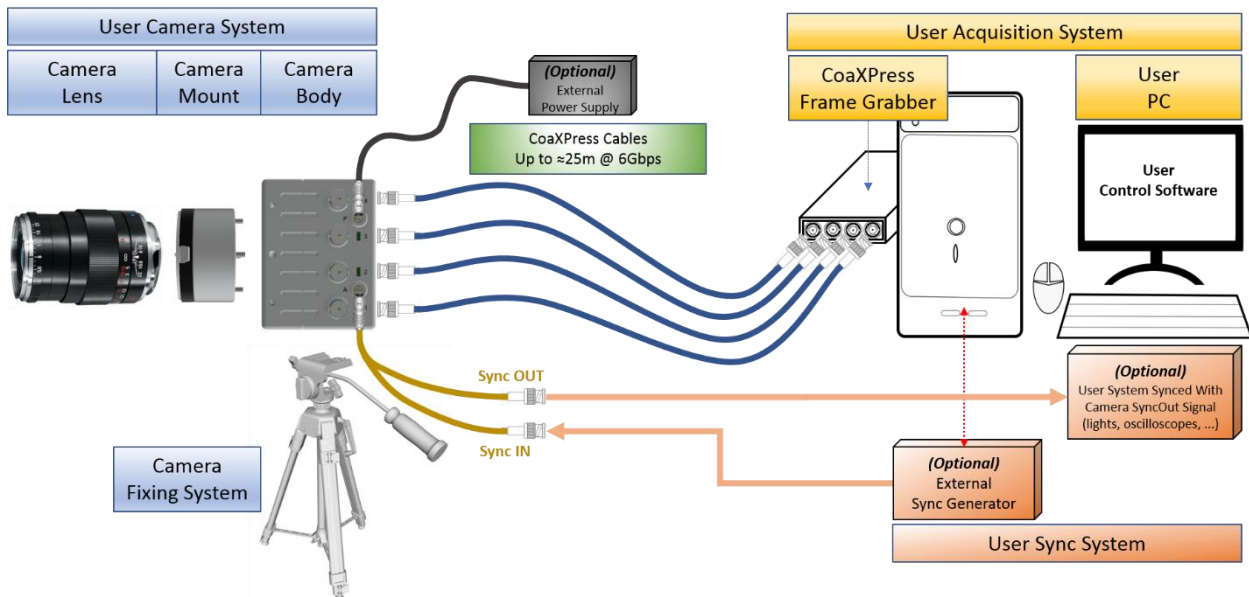 User Camera System
Camera
Lens
Camera
Mount
Camera
Body
(Optional)
External
Power Supply
CoaXPress Cables
Up to ≈25m @ 6Gbps
User Acquisition System
CoaXPress
Frame Grabber
User
PC
User
Control Software
Sync OUT
Sync IN
(Optional)
User System Synced With
Camera SyncOut Signal
(lights, oscilloscopes, ...)
(Optional)
External
Sync Generator
User Sync System
Camera
Fixing System